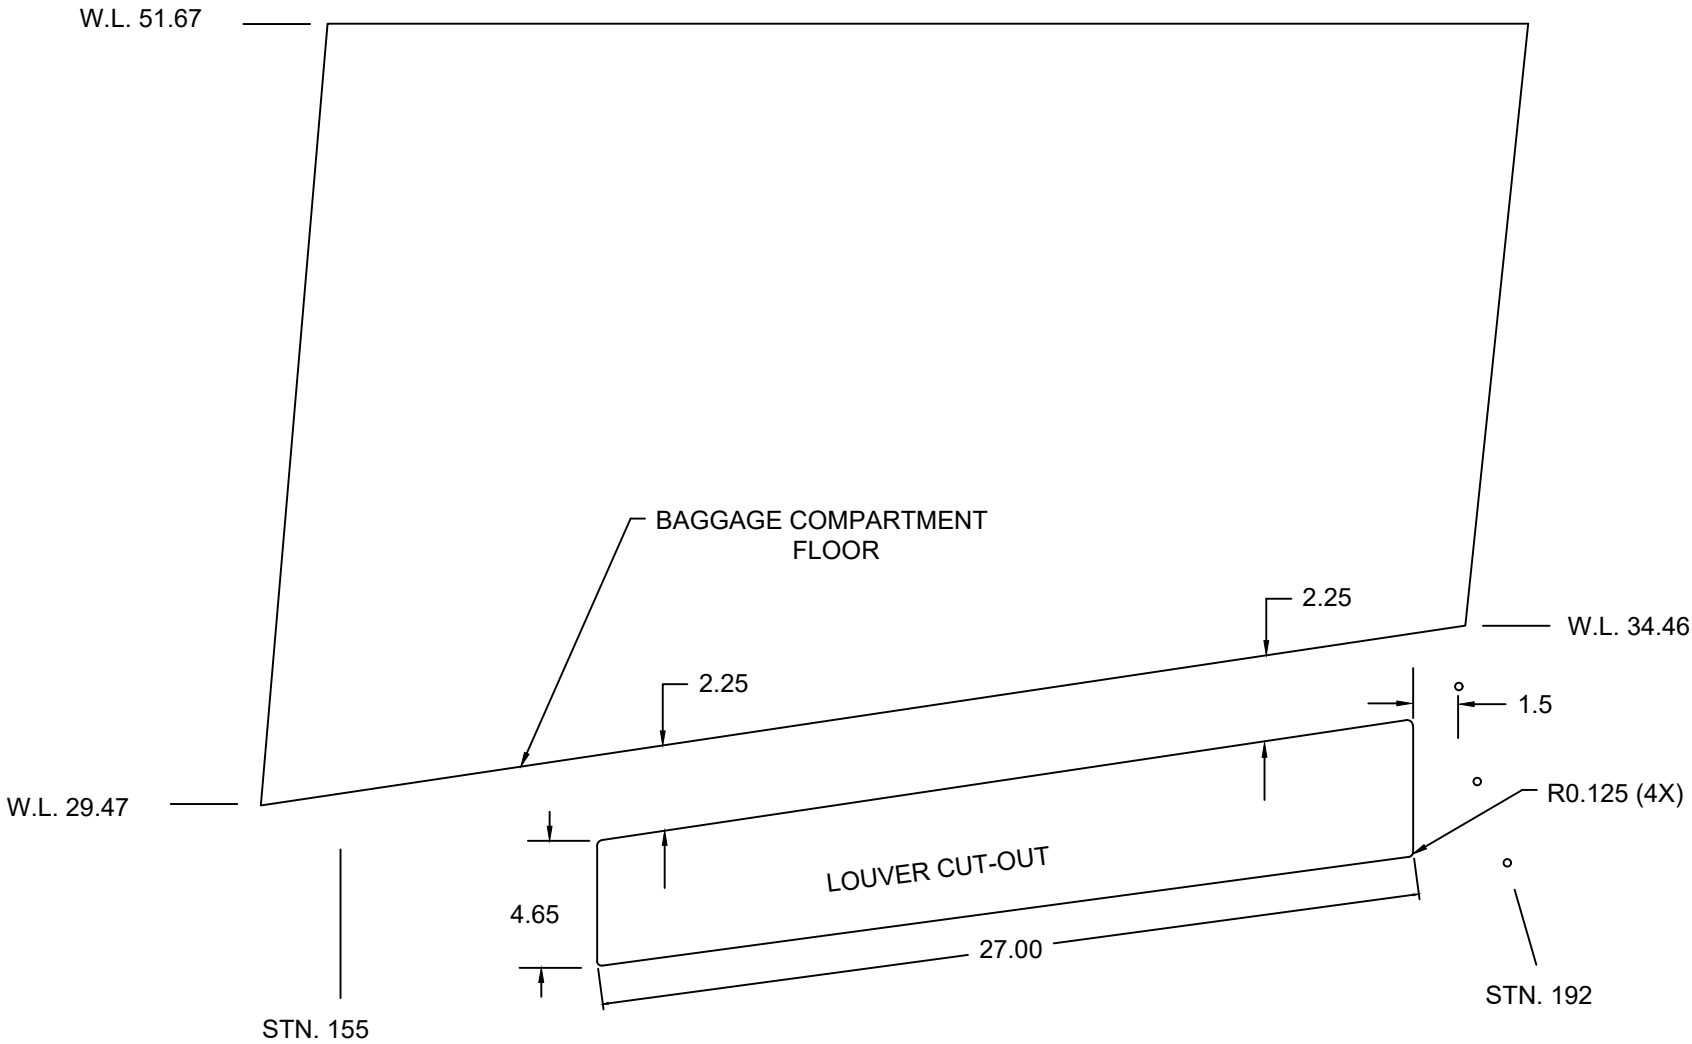 W.L. 51.67
BAGGAGE COMPARTMENT
FLOOR
2.25
W.L. 34.46
2.25
1.5
W.L. 29.47
R0.125 (4X)
LOUVER CUT-OUT
4.65
27.00
STN. 192
STN. 155